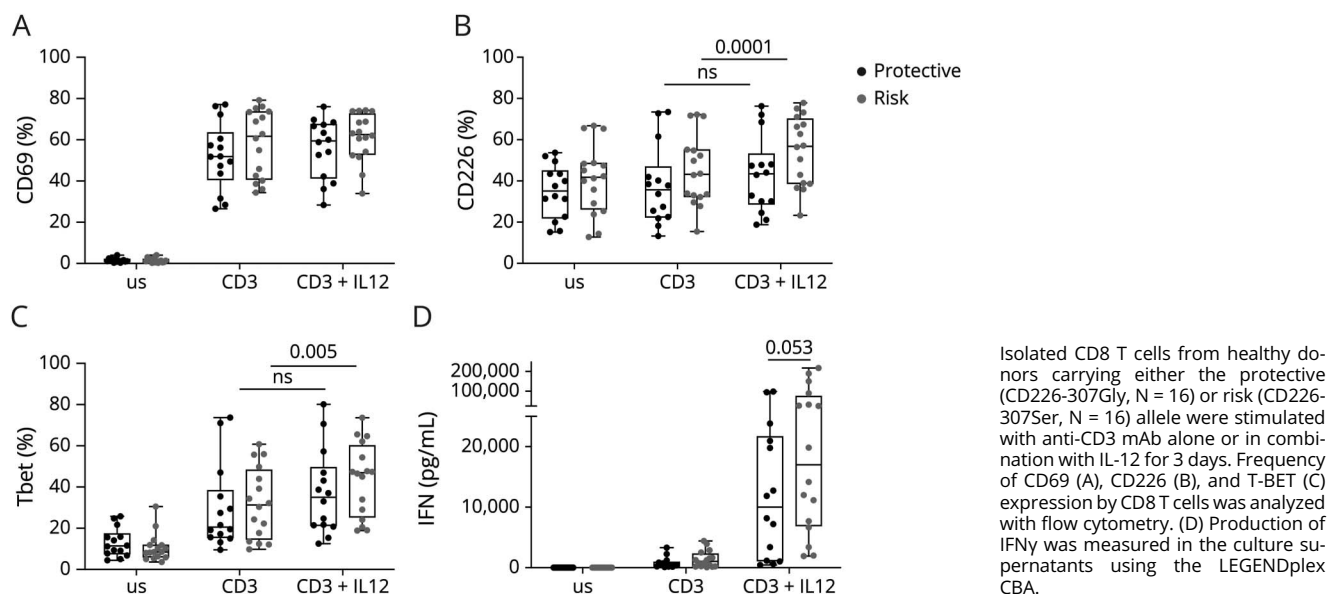 A
CD69 (%)
100
80
60
40
20
0
us
CD3
CD3 + IL12
B
CD226 (%)
100
80
60
40
20
0
ns
0.0001
us
CD3
CD3 + IL12
Protective
Risk
C
Tbet (%)
100
80
60
40
20
0
ns
0.005
us
CD3
CD3 + IL12
D
IFN (pg/mL)
200,000
100,000
20,000
10,000
0
0.053
us
CD3
CD3 + IL12
Isolated CD8 T cells from healthy do-
nors carrying either the protective
(CD226-307Gly, N = 16) or risk (CD226-
307Ser, N = 16) allele were stimulated
with anti-CD3 mAb alone or in combi-
nation with IL-12 for 3 days. Frequency
of CD69 (A), CD226 (B), and T-BET (C)
expression by CD8 T cells was analyzed
with flow cytometry. (D) Production of
IFNγ was measured in the culture su-
pernatants using the LEGENDplex
CBA.